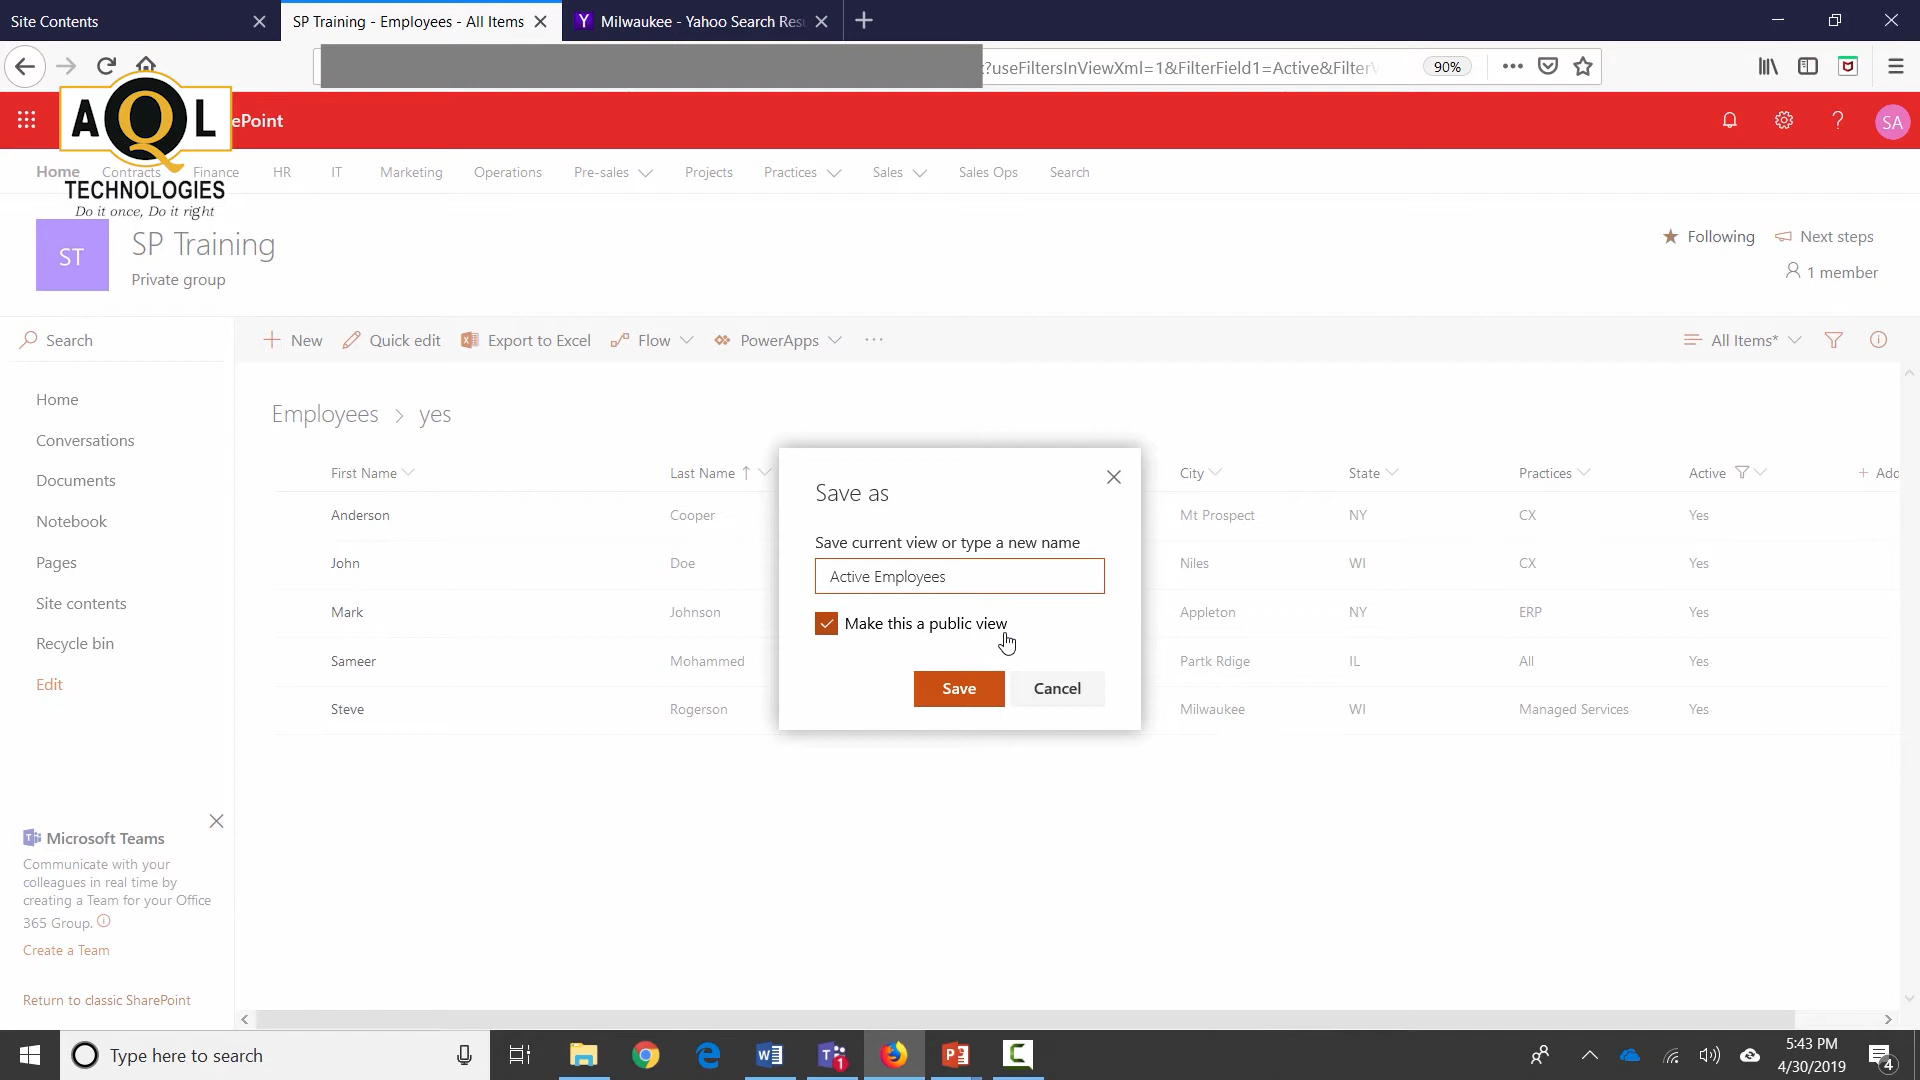 Site Contents
SP Training - Employees - All Items
Milwaukee - Yahoo Search Res
?useFiltersInViewXml=1&FilterField1=Active&Filter
90%
AQL
TECHNOLOGIES
Do it once, Do it right
ePoint
SA
Home Contracts Finance HR IT Marketing Operations Pre-sales Projects Practices Sales Sales Ops Search
ST
SP Training
Private group
Following Next steps
1 member
Search
New Quick edit Export to Excel Flow PowerApps ...
All Items*
Home
Conversations
Documents
Notebook
Pages
Site contents
Recycle bin
Edit
Employees > yes
First Name Last Name City State Practices Active + Add
Anderson Cooper Mt Prospect NY CX Yes
John Doe Niles WI CX Yes
Mark Johnson Appleton NY ERP Yes
Sameer Mohammed Partk Rdige IL All Yes
Steve Rogerson Milwaukee WI Managed Services Yes
Save as
Save current view or type a new name
Active Employees
Make this a public view
Save Cancel
Microsoft Teams
Communicate with your
colleagues in real time by
creating a Team for your Office
365 Group.
Create a Team
Return to classic SharePoint
Type here to search
1
5:43 PM
4/30/2019
4